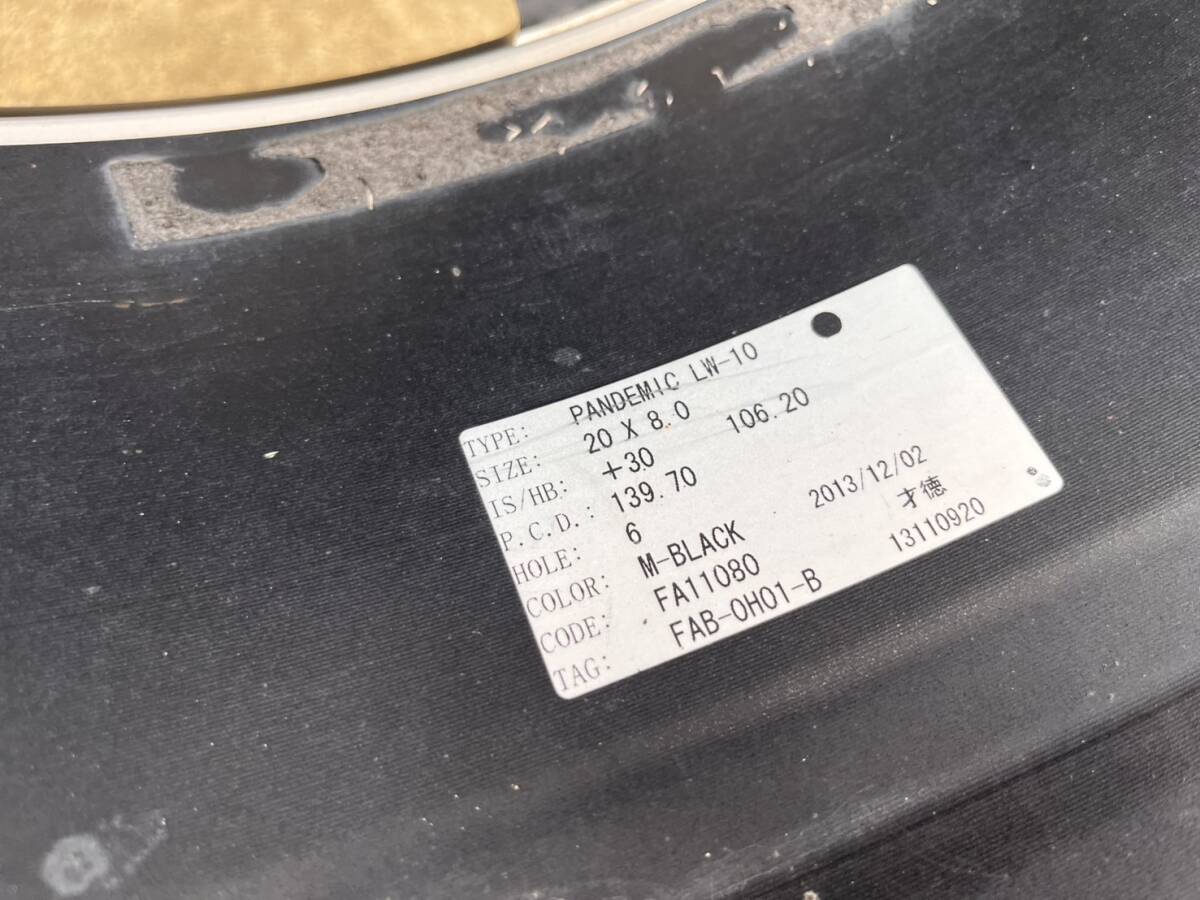 TYPE: PANDEMIC LW-10
SIZE: 20 X 8.0
IS/HB: +30 106.20
P.C.D.: 139.70
HOLE: 6
COLOR: M-BLACK 2013/12/02
CODE: FA11080 才徳
TAG: FAB-0H01-B 13110920